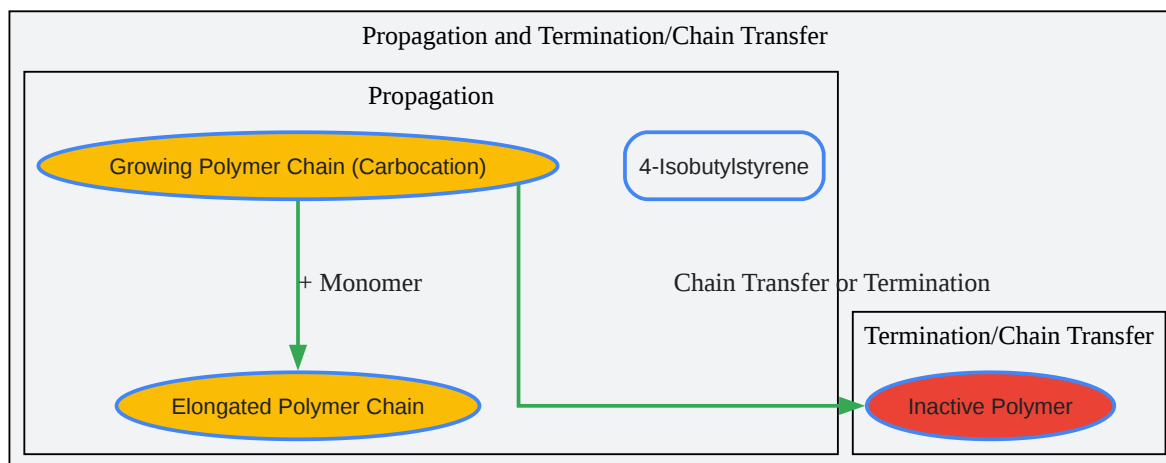 Propagation and Termination/Chain Transfer
Propagation
Growing Polymer Chain (Carbocation)
4-Isobutylstyrene
+ Monomer
Chain Transfer or Termination
Termination/Chain Transfer
Elongated Polymer Chain
Inactive Polymer